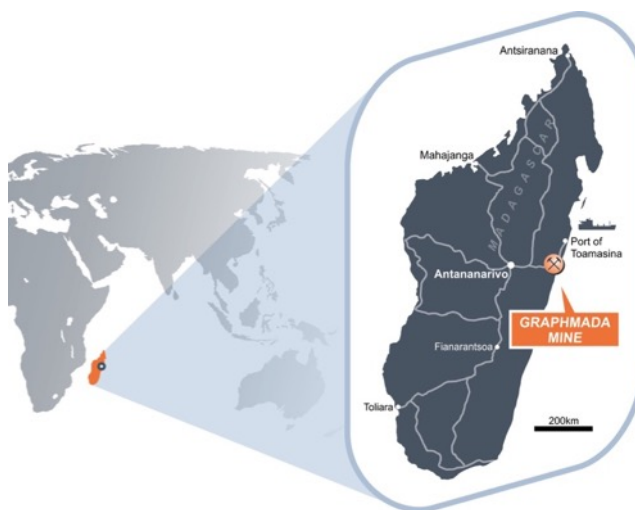 Antsiranana
Mahajanga
MADAGASCAR
Port of
Toamasina
Antananarivo
GRAPHMADA
MINE
Fianarantsoa
Toliara
200km